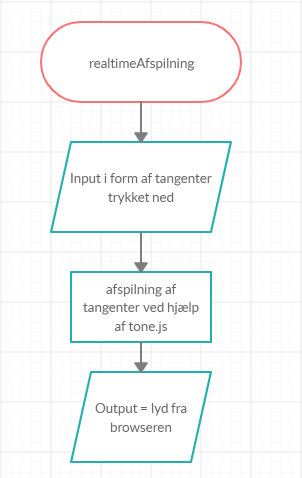 realtimeAfspilning
Input i form af tangenter
trykket ned
afspilning af
tangenter ved hjælp
af tone.js
Output = lyd fra
browseren